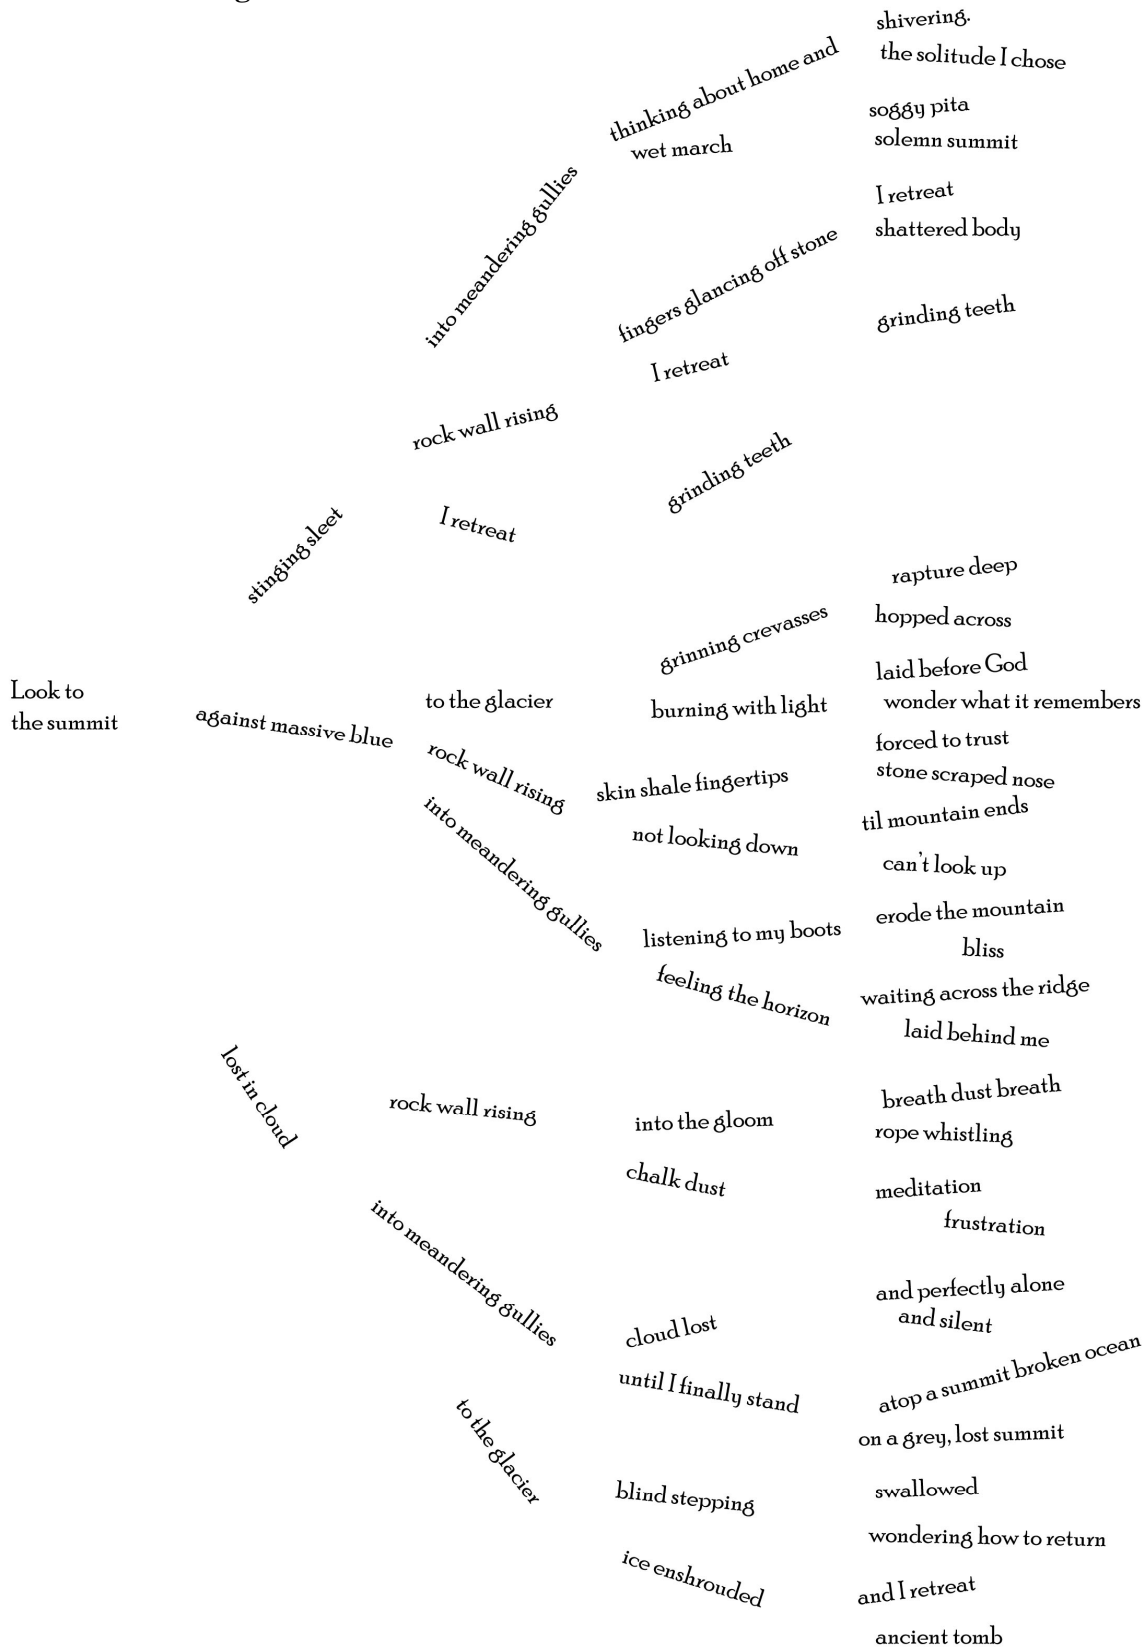 shivering.
the solitude I chose
thinking about home and
soggy pita
solemn summit
wet march
into meandering gullies
I retreat
shattered body
fingers glancing off stone
grinding teeth
I retreat
rock wall rising
grinding teeth
I retreat
stinging sleet
rapture deep
hopped across
grinning crevasses
laid before God
Look to
the summit
to the glacier
burning with light
wonder what it remembers
against massive blue
forced to trust
stone scraped nose
rock wall rising
skin shale fingertips
til mountain ends
not looking down
can't look up
into meandering gullies
erode the mountain
listening to my boots
bliss
feeling the horizon
waiting across the ridge
laid behind me
lost in cloud
rock wall rising
into the gloom
breath dust breath
rope whistling
chalk dust
meditation
frustration
into meandering gullies
and perfectly alone
and silent
cloud lost
until I finally stand
atop a summit broken ocean
on a grey, lost summit
to the glacier
blind stepping
swallowed
wondering how to return
ice enshrouded
and I retreat
ancient tomb